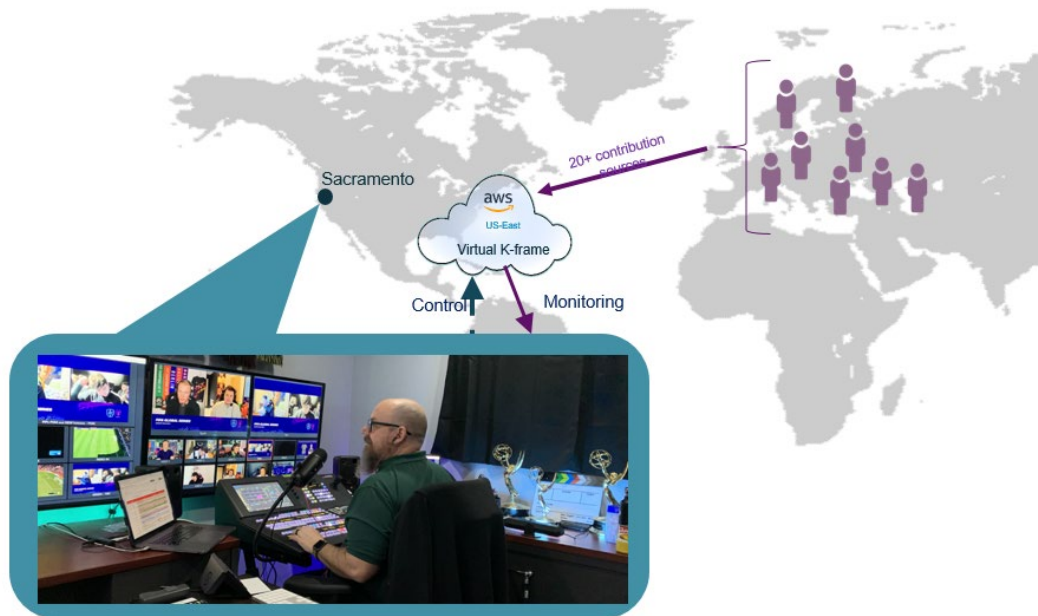 20+ contribution
sources
Sacramento
aws
US-East
Virtual K-frame
Control
Monitoring